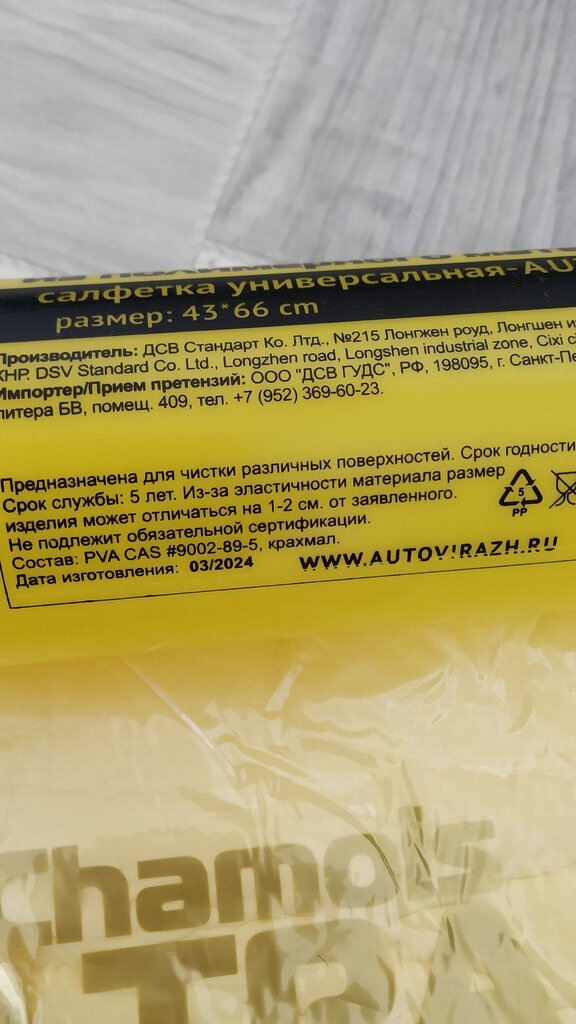 из полимерного мате
салфетка универсальная-AU
размер: 43*66 cm
Производитель: ДСВ Стандарт Ко. Лтд., №215 Лонгжен роуд, Лонгшен
КНР. DSV Standard Co. Ltd., Longzhen road, Longshen industrial zone, Cixi
Импортер/Прием претензий: ООО "ДСВ ГУДС", РФ, 198095, г. Санкт-Пе
литера БВ, помещ. 409, тел. +7 (952) 369-60-23.
Предназначена для чистки различных поверхностей. Срок годности
Срок службы: 5 лет. Из-за эластичности материала размер
изделия может отличаться на 1-2 см. от заявленного.
Не подлежит обязательной сертификации.
Состав: PVA CAS #9002-89-5, крахмал.
Дата изготовления: 03/2024
WWW.AUTOVIRAZH.RU
5
PP
Chamois